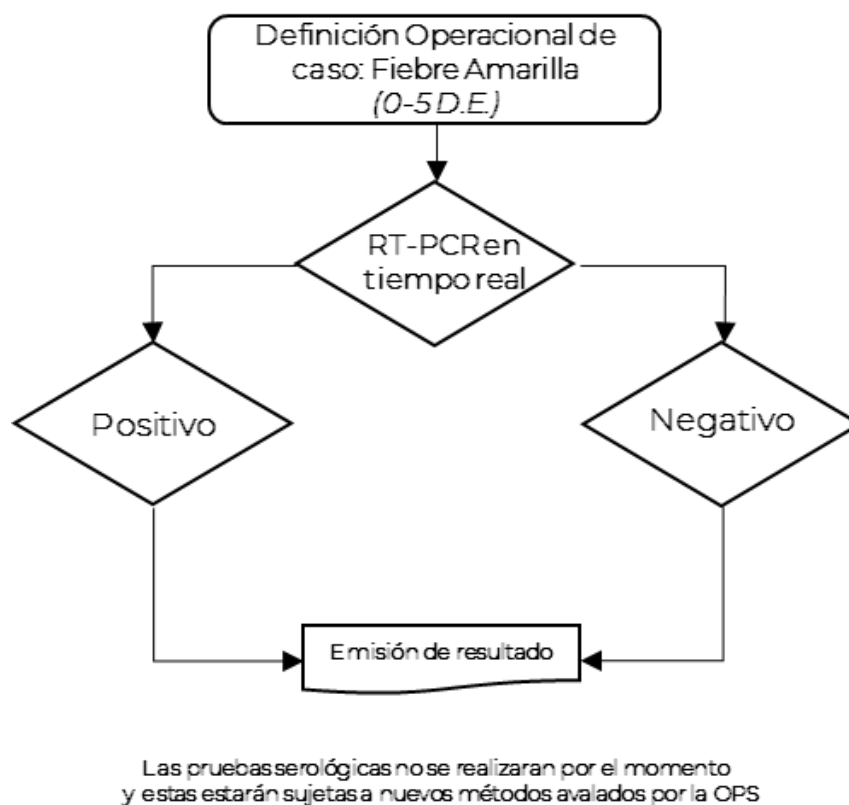 Definición Operacional de
caso: Fiebre Amarilla
(0-5 D.E.)
RT-PCR en
tiempo real
Positivo
Negativo
Emisión de resultado
Las pruebas serológicas no se realizaran por el momento
y estas estarán sujetas a nuevos métodos avalados por la OPS